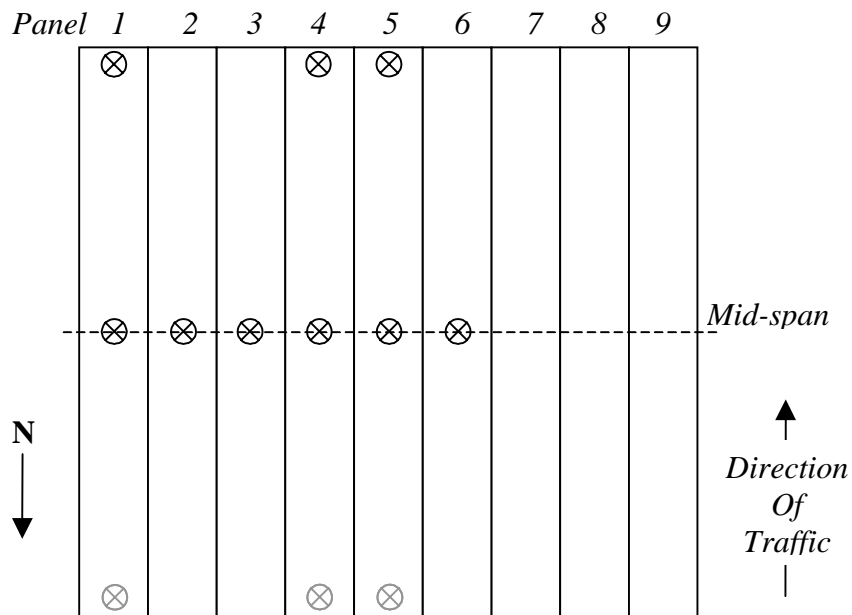 Panel 1 2 3 4 5 6 7 8 9
Mid-span
N
Direction
Of
Traffic